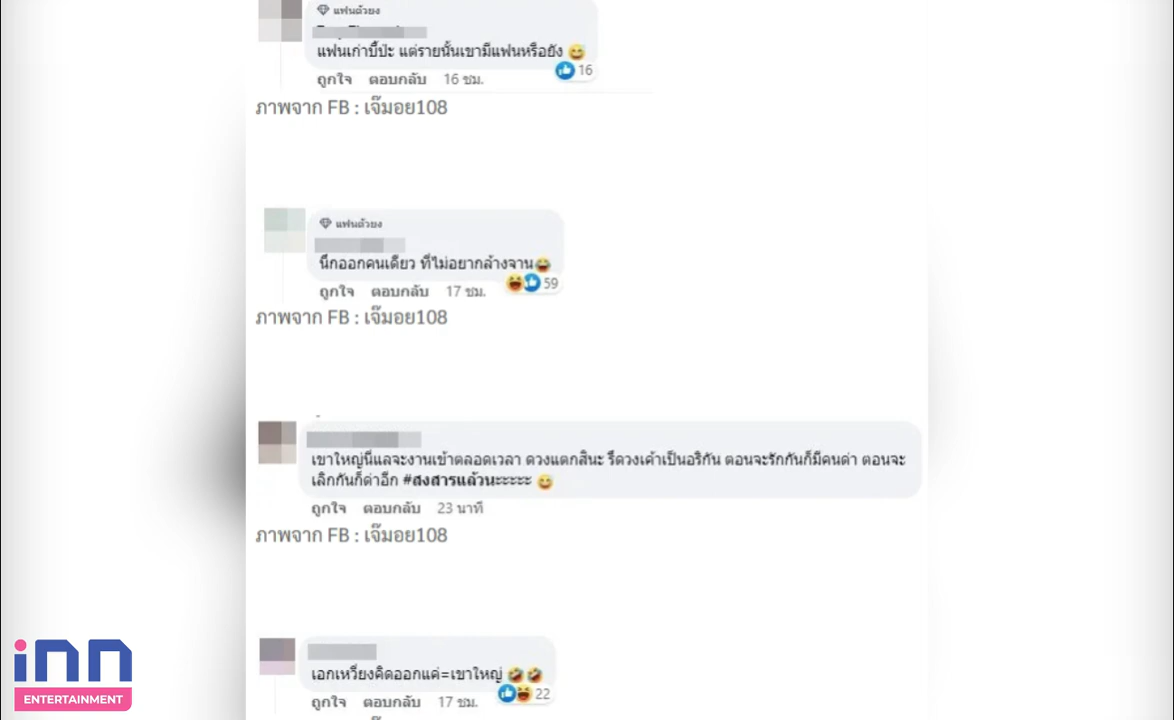 แฟนตัวยง
แฟนเก่าบี้ป่ะ แต่รายนั้นเขามีแฟนหรือยัง 😄
16
ถูกใจ ตอบกลับ 16 ชม.
ภาพจาก FB : เจ๊มอย108
แฟนตัวยง
นึกออกคนเดียว ที่ไม่อยากล้างจาน😂
59
ถูกใจ ตอบกลับ 17 ชม.
ภาพจาก FB : เจ๊มอย108
เขาใหญ่นี่แลจะงานเข้าตลอดเวลา ดวงแตกสินะ รึดวงเค้าเป็นอริกัน ตอนจะรักกันก็มีคนด่า ตอนจะ
เลิกกันก็ด่าอีก #สงสารแล้วนะะะะะ 😄
ถูกใจ ตอบกลับ 23 นาที
ภาพจาก FB : เจ๊มอย108
เอกเหวี่ยงคิดออกแค่=เขาใหญ่ 🤣🤣
22
ถูกใจ ตอบกลับ 17 ชม.
inn
ENTERTAINMENT